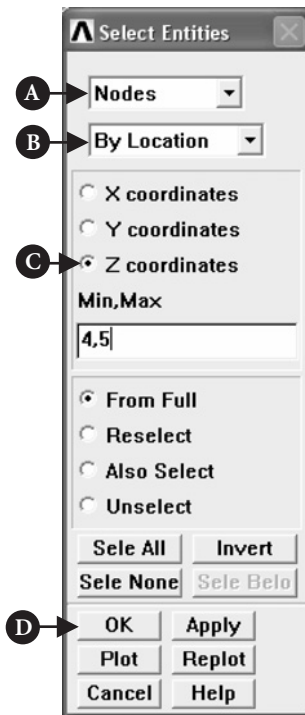 Select Entities
A Nodes
B By Location
X coordinates
Y coordinates
C Z coordinates
Min,Max
4,5
From Full
Reselect
Also Select
Unselect
Sele All Invert
Sele None Sele Belo
D OK Apply
Plot Replot
Cancel Help